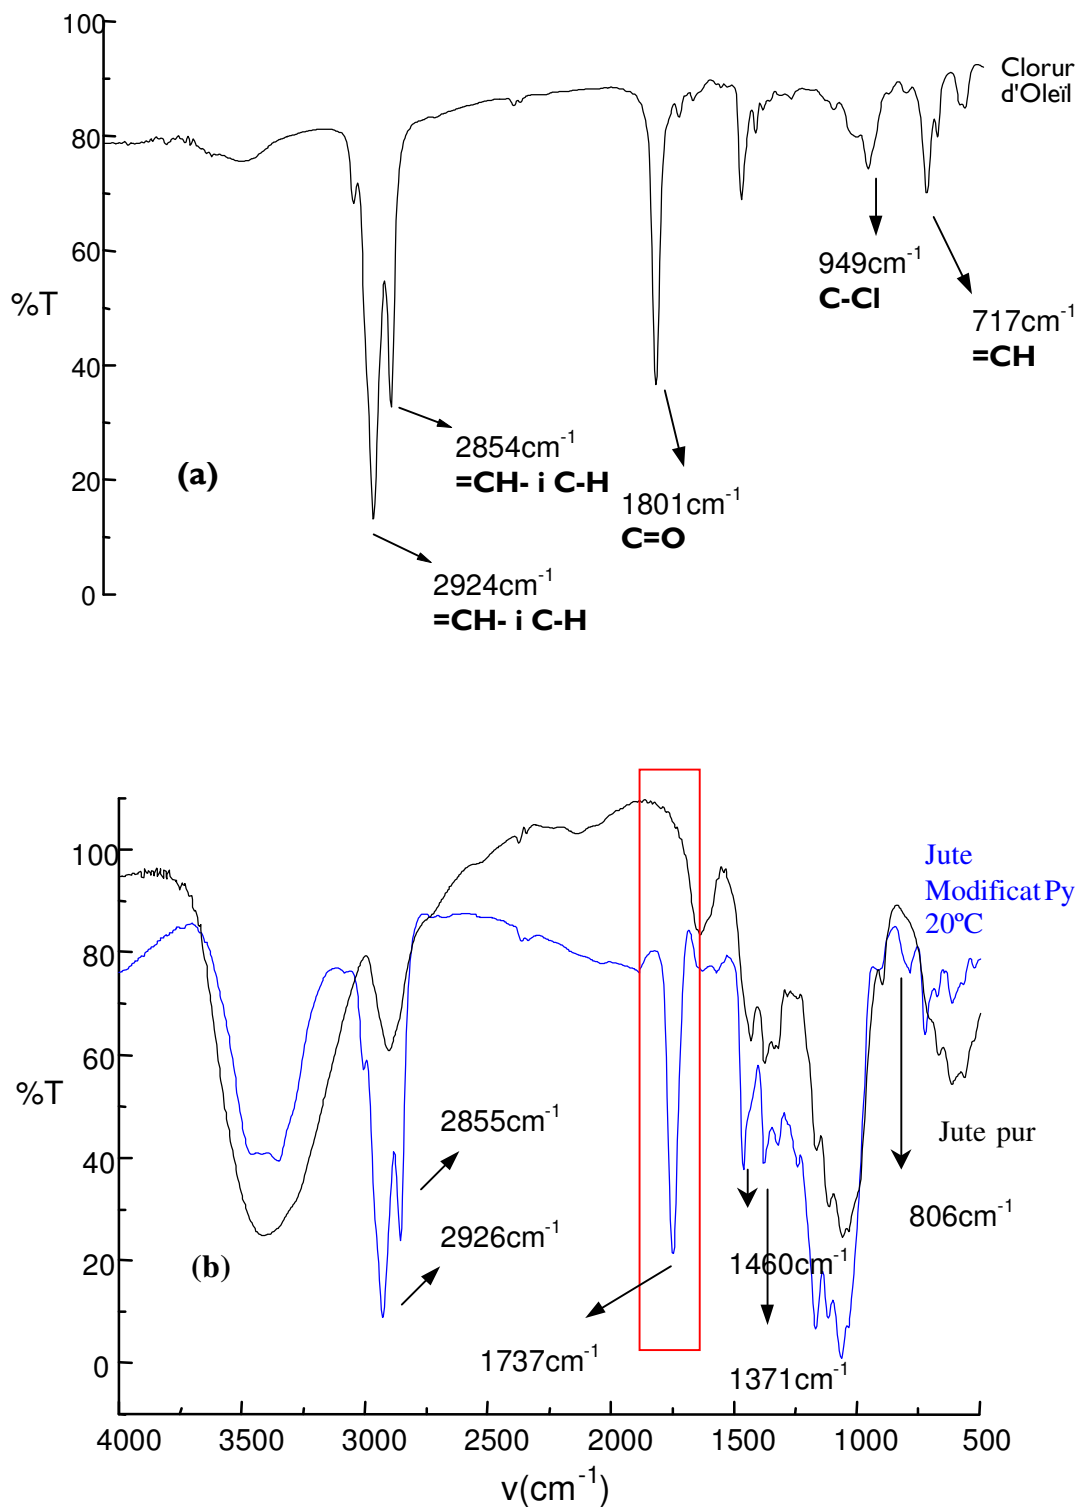 100
80
60
40
20
0
%T
Clorur
d'Oleïl
949cm⁻¹
C-Cl
717cm⁻¹
=CH
2854cm⁻¹
=CH- i C-H
1801cm⁻¹
C=O
2924cm⁻¹
=CH- i C-H
(a)
100
80
60
40
20
0
%T
Jute
Modificat Py
20ºC
Jute pur
2855cm⁻¹
2926cm⁻¹
806cm⁻¹
1460cm⁻¹
1737cm⁻¹
1371cm⁻¹
(b)
4000 3500 3000 2500 2000 1500 1000 500
ν(cm⁻¹)